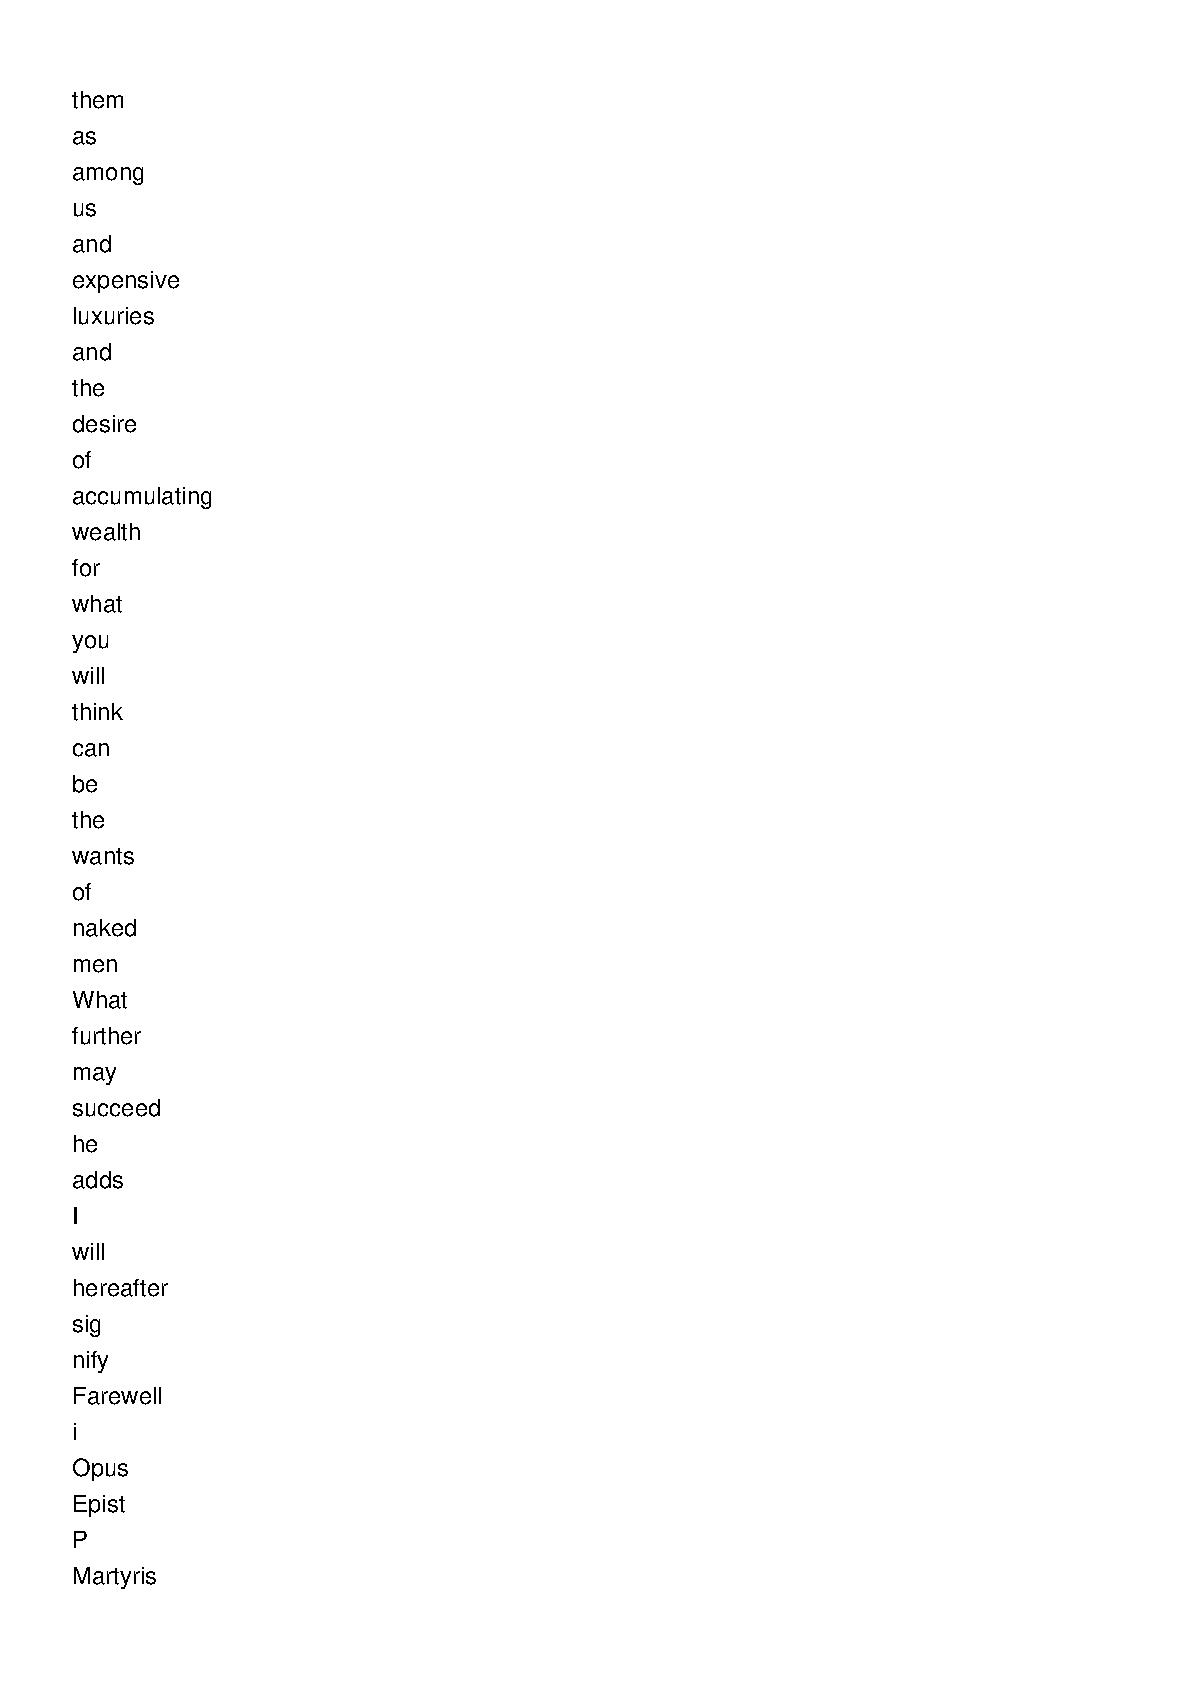 them
as
among
us
and
expensive
luxuries
and
the
desire
of
accumulating
wealth
for
what
you
will
think
can
be
the
wants
of
naked
men
What
further
may
succeed
he
adds
I
will
hereafter
sig
nify
Farewell
i
Opus
Epist
P
Martyris